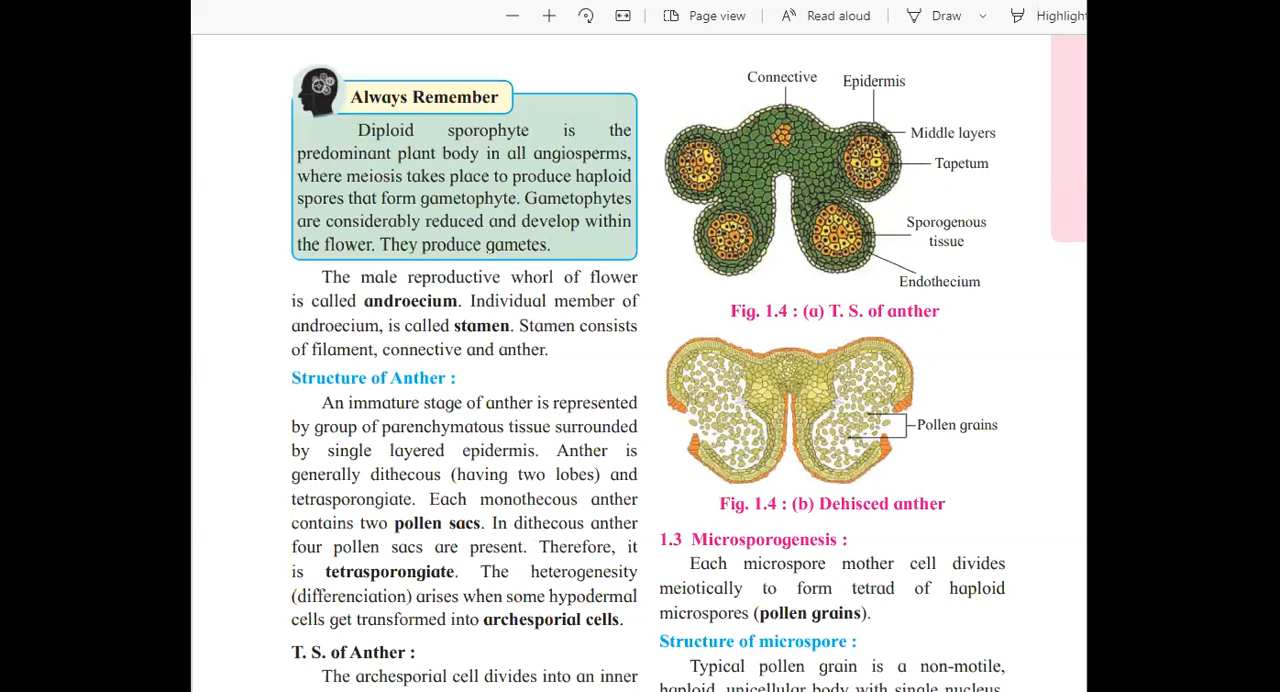 Page view
Read aloud
Draw
Highlight
Always Remember
Diploid sporophyte is the
predominant plant body in all angiosperms,
where meiosis takes place to produce haploid
spores that form gametophyte. Gametophytes
are considerably reduced and develop within
the flower. They produce gametes.
The male reproductive whorl of flower
is called androecium. Individual member of
androecium, is called stamen. Stamen consists
of filament, connective and anther.
Structure of Anther :
An immature stage of anther is represented
by group of parenchymatous tissue surrounded
by single layered epidermis. Anther is
generally dithecous (having two lobes) and
tetrasporongiate. Each monothecous anther
contains two pollen sacs. In dithecous anther
four pollen sacs are present. Therefore, it
is tetrasporongiate. The heterogenesity
(differenciation) arises when some hypodermal
cells get transformed into archesporial cells.
T. S. of Anther :
The archesporial cell divides into an inner
Connective
Epidermis
Middle layers
Tapetum
Sporogenous
tissue
Endothecium
Fig. 1.4 : (a) T. S. of anther
Pollen grains
Fig. 1.4 : (b) Dehisced anther
1.3 Microsporogenesis :
Each microspore mother cell divides
meiotically to form tetrad of haploid
microspores (pollen grains).
Structure of microspore :
Typical pollen grain is a non-motile,
haploid, unicellular body with single nucleus.